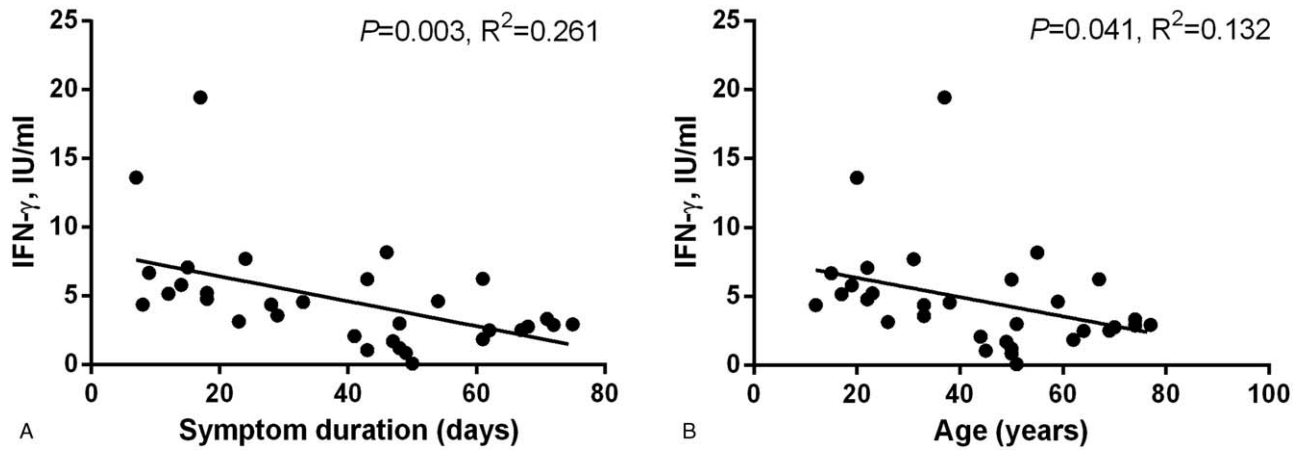 P=0.003, R²=0.261
25
20
15
10
5
0
IFN-γ, IU/ml
0 20 40 60 80
Symptom duration (days)
A
P=0.041, R²=0.132
25
20
15
10
5
0
IFN-γ, IU/ml
0 20 40 60 80 100
Age (years)
B